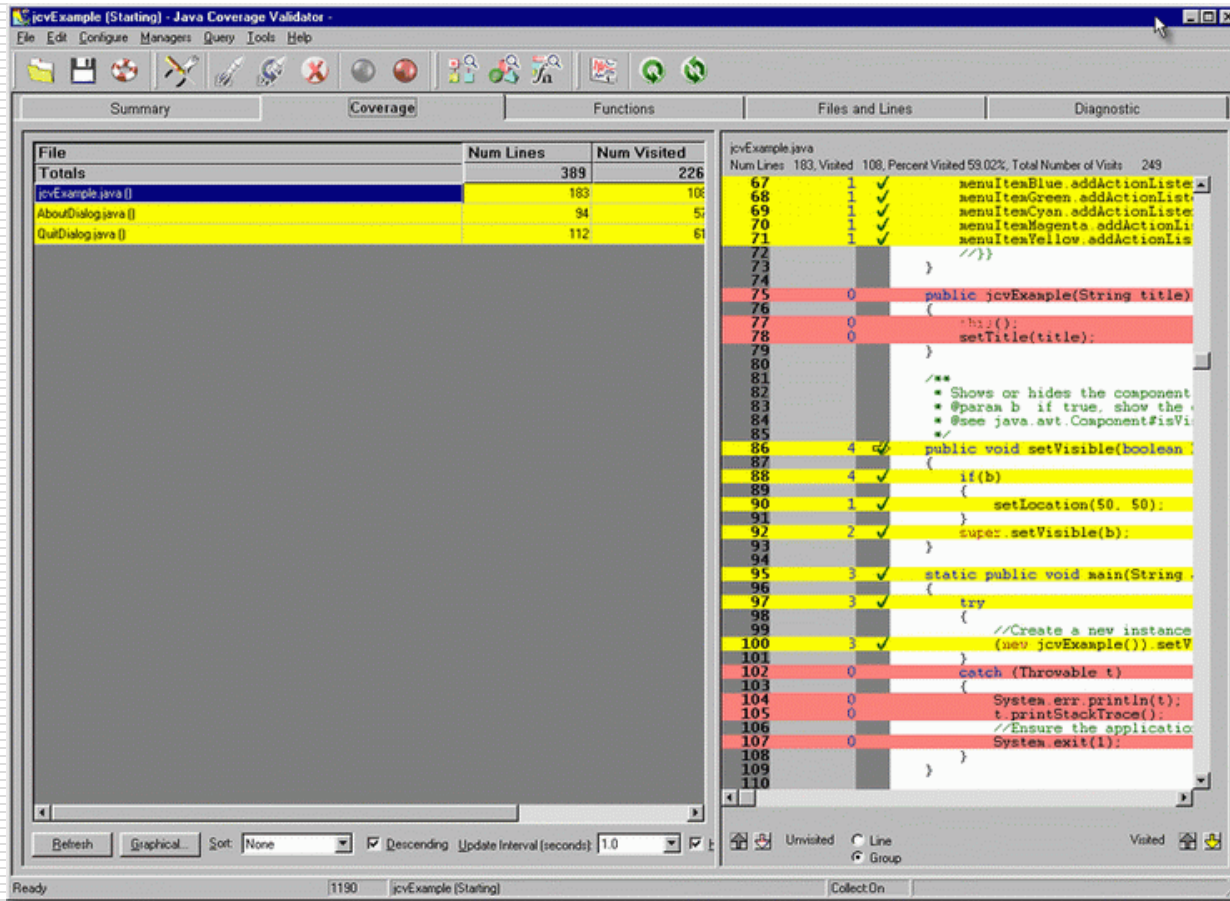 jcvExample (Starting) - Java Coverage Validator -
File Edit Configure Managers Query Tools Help
Summary Coverage Functions Files and Lines Diagnostic
File Num Lines Num Visited
Totals 389 226
jcvExample.java () 183 108
AboutDialog.java () 94 57
QuitDialog.java () 112 61
Refresh Graphical... Sort: None Descending Update Interval (seconds): 1.0
jcvExample.java
Num Lines 183, Visited 108, Percent Visited 59.02%, Total Number of Visits 249
67 1 menuItemBlue.addActionListe
68 1 menuItemGreen.addActionList
69 1 menuItemCyan.addActionListe
70 1 menuItemMagenta.addActionLi
71 1 menuItemYellow.addActionLis
72 //}}
73 }
74
75 0 public jcvExample(String title)
76 {
77 0 this();
78 0 setTitle(title);
79 }
80
81 /**
82 * Shows or hides the component
83 * @param b if true, show the
84 * @see java.awt.Component#isVi
85 */
86 4 public void setVisible(boolean
87 {
88 4 if(b)
89 {
90 1 setLocation(50, 50);
91 }
92 2 super.setVisible(b);
93 }
94
95 3 static public void main(String
96 {
97 3 try
98 {
99 //Create a new instance
100 3 (new jcvExample()).setV
101 }
102 0 catch (Throwable t)
103 {
104 0 System.err.println(t);
105 0 t.printStackTrace();
106 //Ensure the applicatio
107 0 System.exit(1);
108 }
109 }
110
Unvisited Line Visited
Group
Ready 1190 jcvExample (Starting) Collect:On